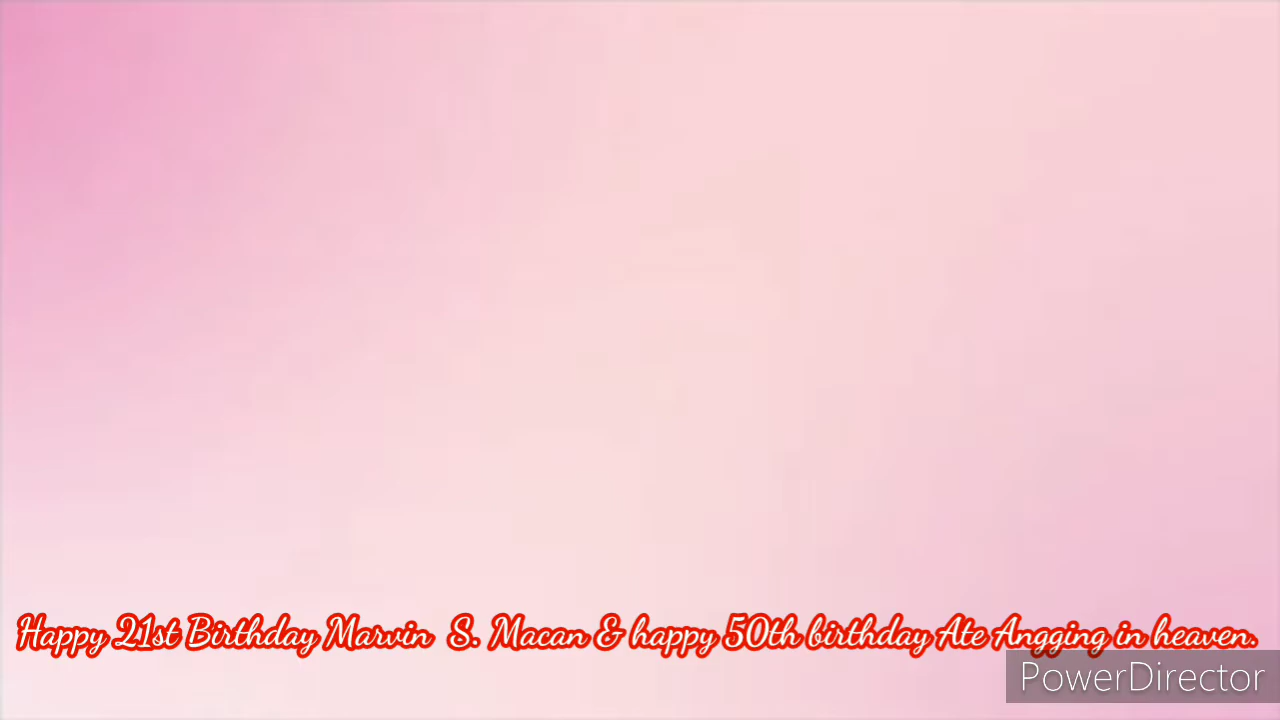 Happy 21st Birthday Marvin S. Macan & happy 50th birthday Ate Angging in heaven.
PowerDirector